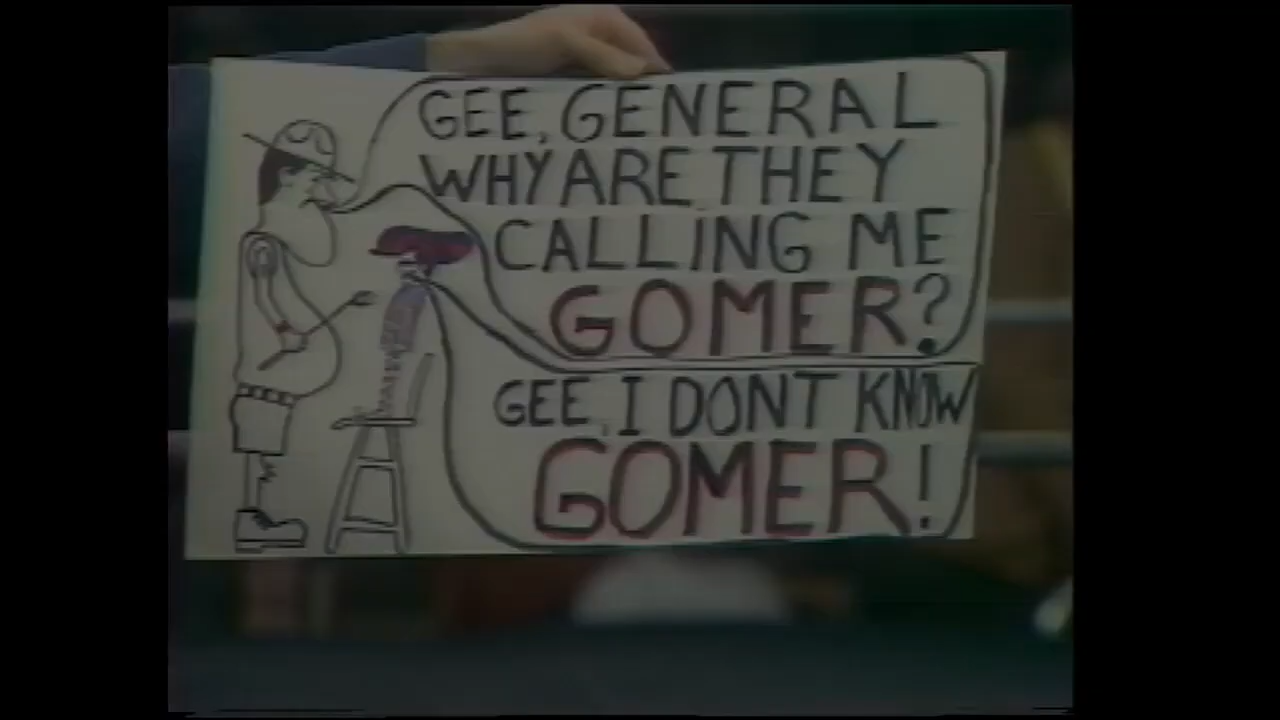 GEE, GENERAL
WHY ARE THEY
CALLING ME
GOMER?
GEE, I DONT KNOW
GOMER!